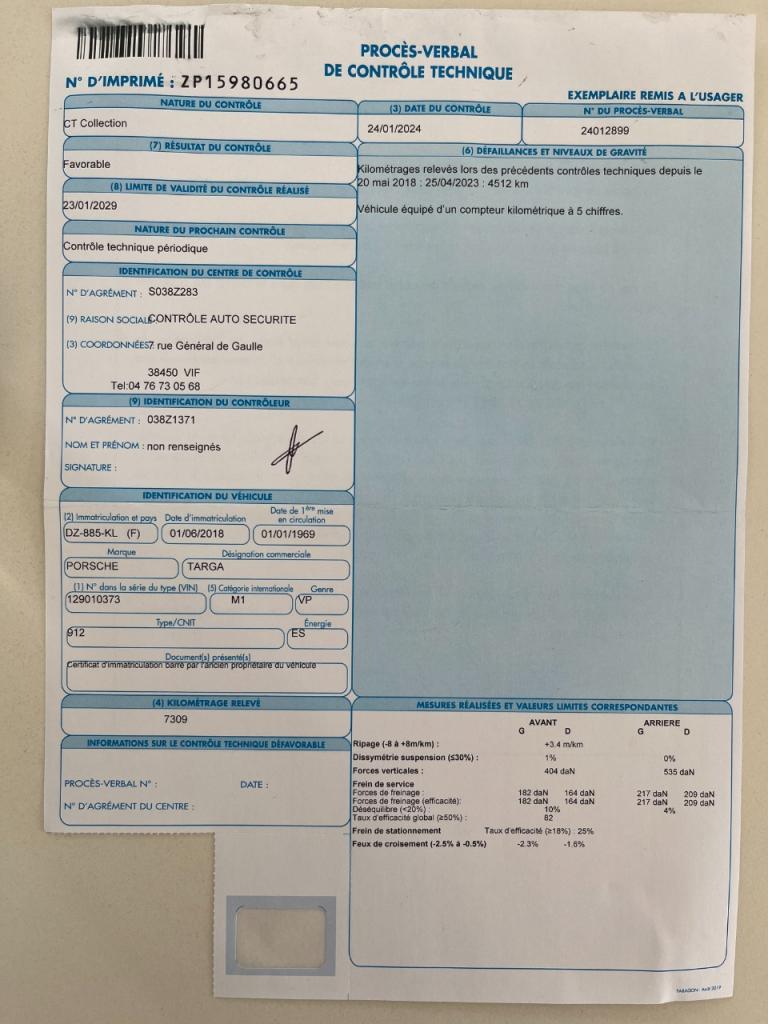 PROCÈS-VERBAL
DE CONTRÔLE TECHNIQUE
N° D'IMPRIMÉ : ZP15980665
EXEMPLAIRE REMIS A L'USAGER
NATURE DU CONTRÔLE
CT Collection
(3) DATE DU CONTRÔLE
24/01/2024
N° DU PROCÈS-VERBAL
24012899
(7) RÉSULTAT DU CONTRÔLE
Favorable
(8) LIMITE DE VALIDITÉ DU CONTRÔLE RÉALISÉ
23/01/2029
NATURE DU PROCHAIN CONTRÔLE
Contrôle technique périodique
(6) DÉFAILLANCES ET NIVEAUX DE GRAVITÉ
Kilométrages relevés lors des précédents contrôles techniques depuis le
20 mai 2018 : 25/04/2023 : 4512 km
Véhicule équipé d'un compteur kilométrique à 5 chiffres.
IDENTIFICATION DU CENTRE DE CONTRÔLE
N° D'AGRÉMENT : S038Z283
(9) RAISON SOCIALE CONTRÔLE AUTO SECURITE
(3) COORDONNÉES 7 rue Général de Gaulle
38450 VIF
Tel:04 76 73 05 68
(9) IDENTIFICATION DU CONTRÔLEUR
N° D'AGRÉMENT : 038Z1371
NOM ET PRÉNOM : non renseignés
SIGNATURE :
IDENTIFICATION DU VÉHICULE
(2) Immatriculation et pays Date d'immatriculation Date de 1ère mise en circulation
DZ-885-KL (F) 01/06/2018 01/01/1969
Marque Désignation commerciale
PORSCHE TARGA
(1) N° dans la série du type (VIN) (5) Catégorie internationale Genre
129010373 M1 VP
Type/CNIT Énergie
912 ES
Document(s) présenté(s)
Certificat d'immatriculation barré par l'ancien propriétaire du véhicule
(4) KILOMÉTRAGE RELEVÉ
7309
INFORMATIONS SUR LE CONTRÔLE TECHNIQUE DÉFAVORABLE
PROCÈS-VERBAL N° : DATE :
N° D'AGRÉMENT DU CENTRE :
MESURES RÉALISÉES ET VALEURS LIMITES CORRESPONDANTES
AVANT ARRIERE
G D G D
Ripage (-8 à +8m/km) : +3.4 m/km
Dissymétrie suspension (≤30%) : 1% 0%
Forces verticales : 404 daN 535 daN
Frein de service
Forces de freinage : 182 daN 164 daN 217 daN 209 daN
Forces de freinage (efficacité): 182 daN 164 daN 217 daN 209 daN
Déséquilibre (<20%) : 10% 4%
Taux d'efficacité global (≥50%) : 82
Frein de stationnement Taux d'efficacité (≥18%) : 25%
Feux de croisement (-2.5% à -0.5%) -2.3% -1.6%
PARAGON - Août 2019